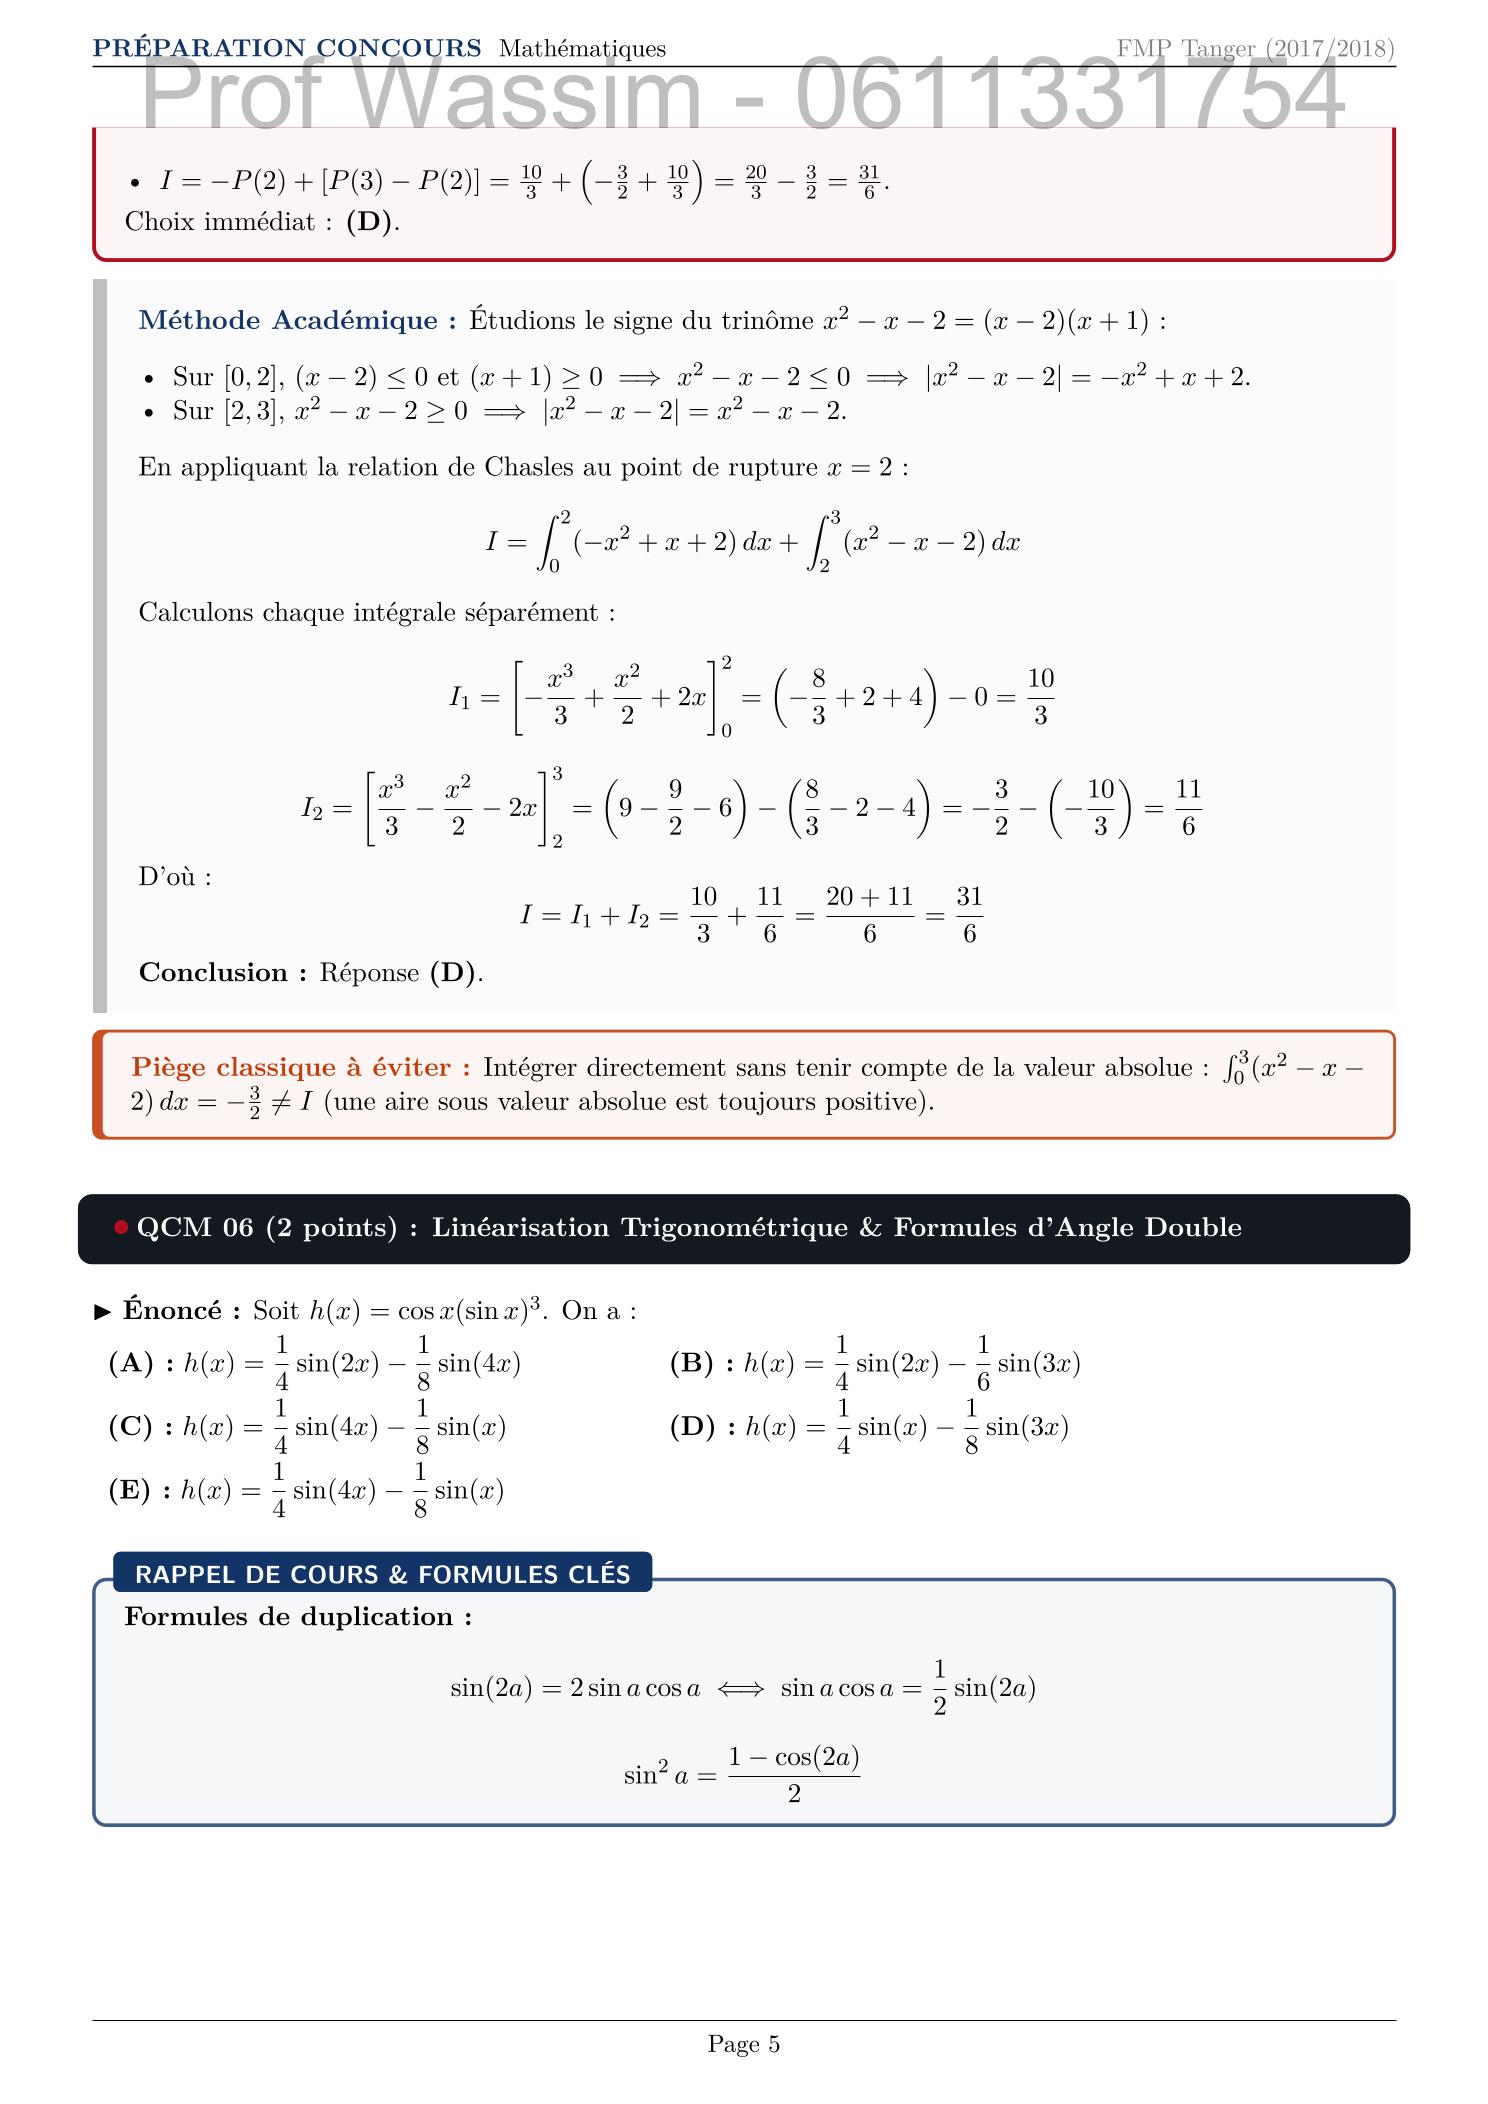 PRÉPARATION CONCOURS Mathématiques FMP Tanger (2017/2018)
Prof Wassim - 0611331754
• I = −P(2) + [P(3) − P(2)] = 10/3 + (−3/2 + 10/3) = 20/3 − 3/2 = 31/6.
Choix immédiat : (D).
Méthode Académique : Étudions le signe du trinôme x² − x − 2 = (x − 2)(x + 1) :
• Sur [0, 2], (x − 2) ≤ 0 et (x + 1) ≥ 0 ⟹ x² − x − 2 ≤ 0 ⟹ |x² − x − 2| = −x² + x + 2.
• Sur [2, 3], x² − x − 2 ≥ 0 ⟹ |x² − x − 2| = x² − x − 2.
En appliquant la relation de Chasles au point de rupture x = 2 :
I = ∫₀² (−x² + x + 2) dx + ∫₂³ (x² − x − 2) dx
Calculons chaque intégrale séparément :
I₁ = [−x³/3 + x²/2 + 2x]₀² = (−8/3 + 2 + 4) − 0 = 10/3
I₂ = [x³/3 − x²/2 − 2x]₂³ = (9 − 9/2 − 6) − (8/3 − 2 − 4) = −3/2 − (−10/3) = 11/6
D'où :
I = I₁ + I₂ = 10/3 + 11/6 = (20 + 11)/6 = 31/6
Conclusion : Réponse (D).
Piège classique à éviter : Intégrer directement sans tenir compte de la valeur absolue : ∫₀³ (x² − x −
2) dx = −3/2 ≠ I (une aire sous valeur absolue est toujours positive).
● QCM 06 (2 points) : Linéarisation Trigonométrique & Formules d'Angle Double
▶ Énoncé : Soit h(x) = cos x(sin x)³. On a :
(A) : h(x) = 1/4 sin(2x) − 1/8 sin(4x) (B) : h(x) = 1/4 sin(2x) − 1/6 sin(3x)
(C) : h(x) = 1/4 sin(4x) − 1/8 sin(x) (D) : h(x) = 1/4 sin(x) − 1/8 sin(3x)
(E) : h(x) = 1/4 sin(4x) − 1/8 sin(x)
RAPPEL DE COURS & FORMULES CLÉS
Formules de duplication :
sin(2a) = 2 sin a cos a ⟺ sin a cos a = 1/2 sin(2a)
sin² a = (1 − cos(2a))/2
Page 5